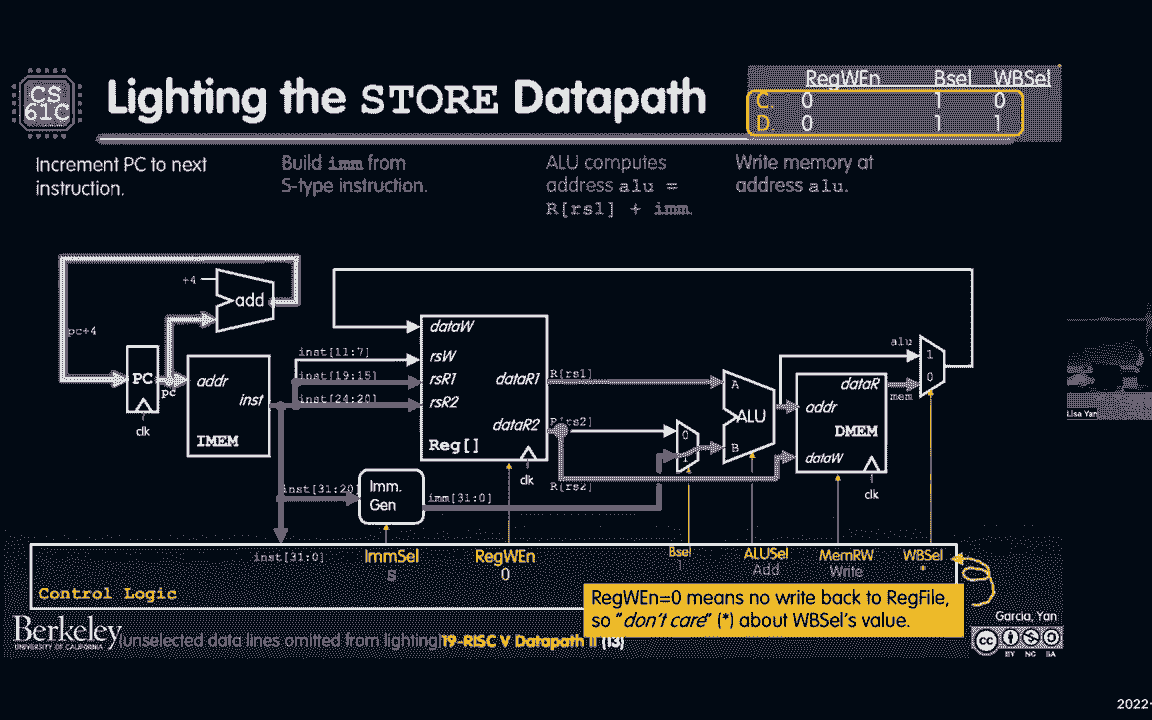 CS
61C
Lighting the STORE Datapath
RegWEn Bsel WBSel
C. 0 1 0
D. 0 1 1
Increment PC to next
instruction.
Build imm from
S-type instruction.
ALU computes
address alu =
R[rs1] + imm.
Write memory at
address alu.
+4
add
pc+4
PC
pc
clk
addr
inst
IMEM
inst[11:7]
inst[19:15]
inst[24:20]
dataW
rsW
rsR1
rsR2
dataR1
dataR2
Reg[]
clk
R[rs1]
R[rs2]
R[rs2]
0
1
A
ALU
B
addr
dataR
DMEM
dataW
clk
alu
mem
1
0
inst[31:20]
Imm.
Gen
imm[31:0]
inst[31:0]
ImmSel
S
RegWEn
0
Bsel
1
ALUSel
Add
MemRW
Write
WBSel
*
Control Logic
RegWEn=0 means no write back to RegFile,
so "don't care" (*) about WBSel's value.
Berkeley
UNIVERSITY OF CALIFORNIA
(unselected data lines omitted from lighting)
19-RISC V Datapath II (13)
Garcia, Yan
cc
BY NC SA
Lisa Yan
2022-